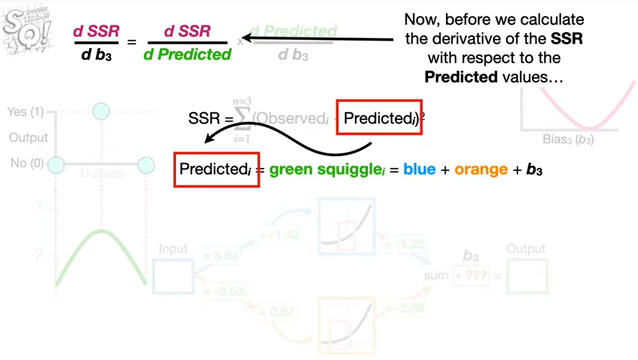 SQ!
d SSR / d b₃ = d SSR / d Predicted × d Predicted / d b₃
Now, before we calculate
the derivative of the SSR
with respect to the
Predicted values…
SSR = n=3 ∑ i=1 (Observedᵢ - Predictedᵢ)²
Predictedᵢ = green squiggleᵢ = blue + orange + b₃
Yes (1)
Output
No (0)
Dosage
Bias₃ (b₃)
-1
-2
Input
× 3.34
+ -1.43
× -1.22
× -3.53
+ 0.57
× -2.30
b₃
sum + ??? =
Output